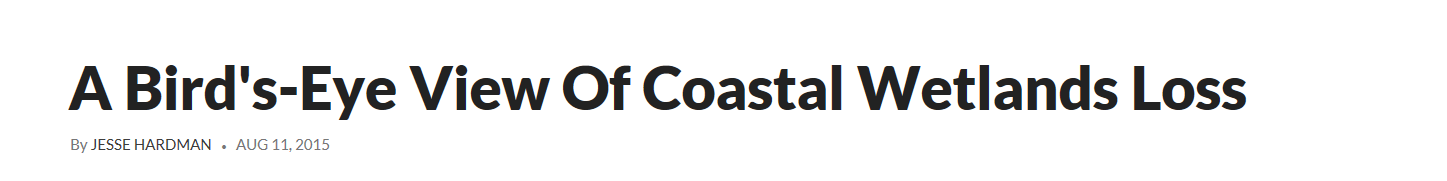 A Bird's-Eye View Of Coastal Wetlands Loss
By JESSE HARDMAN • AUG 11, 2015